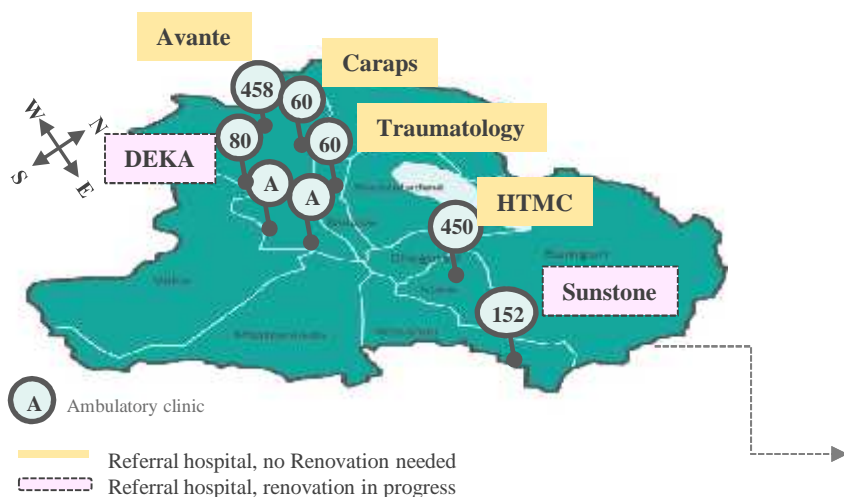 Avante
Caraps
458
60
Traumatology
W
N
80
60
DEKA
S
E
A
A
HTMC
450
Sunstone
152
A
Ambulatory clinic
Referral hospital, no Renovation needed
Referral hospital, renovation in progress